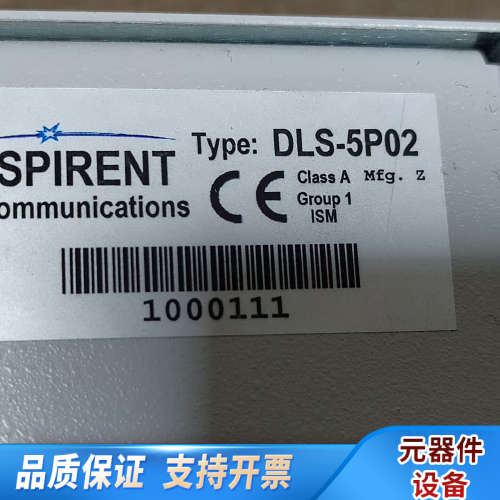 SPIRENT
ommunications
Type: DLS-5P02
CE
Class A Mfg. Z
Group 1
ISM
1000111
品质保证 支持开票
元器件
设备